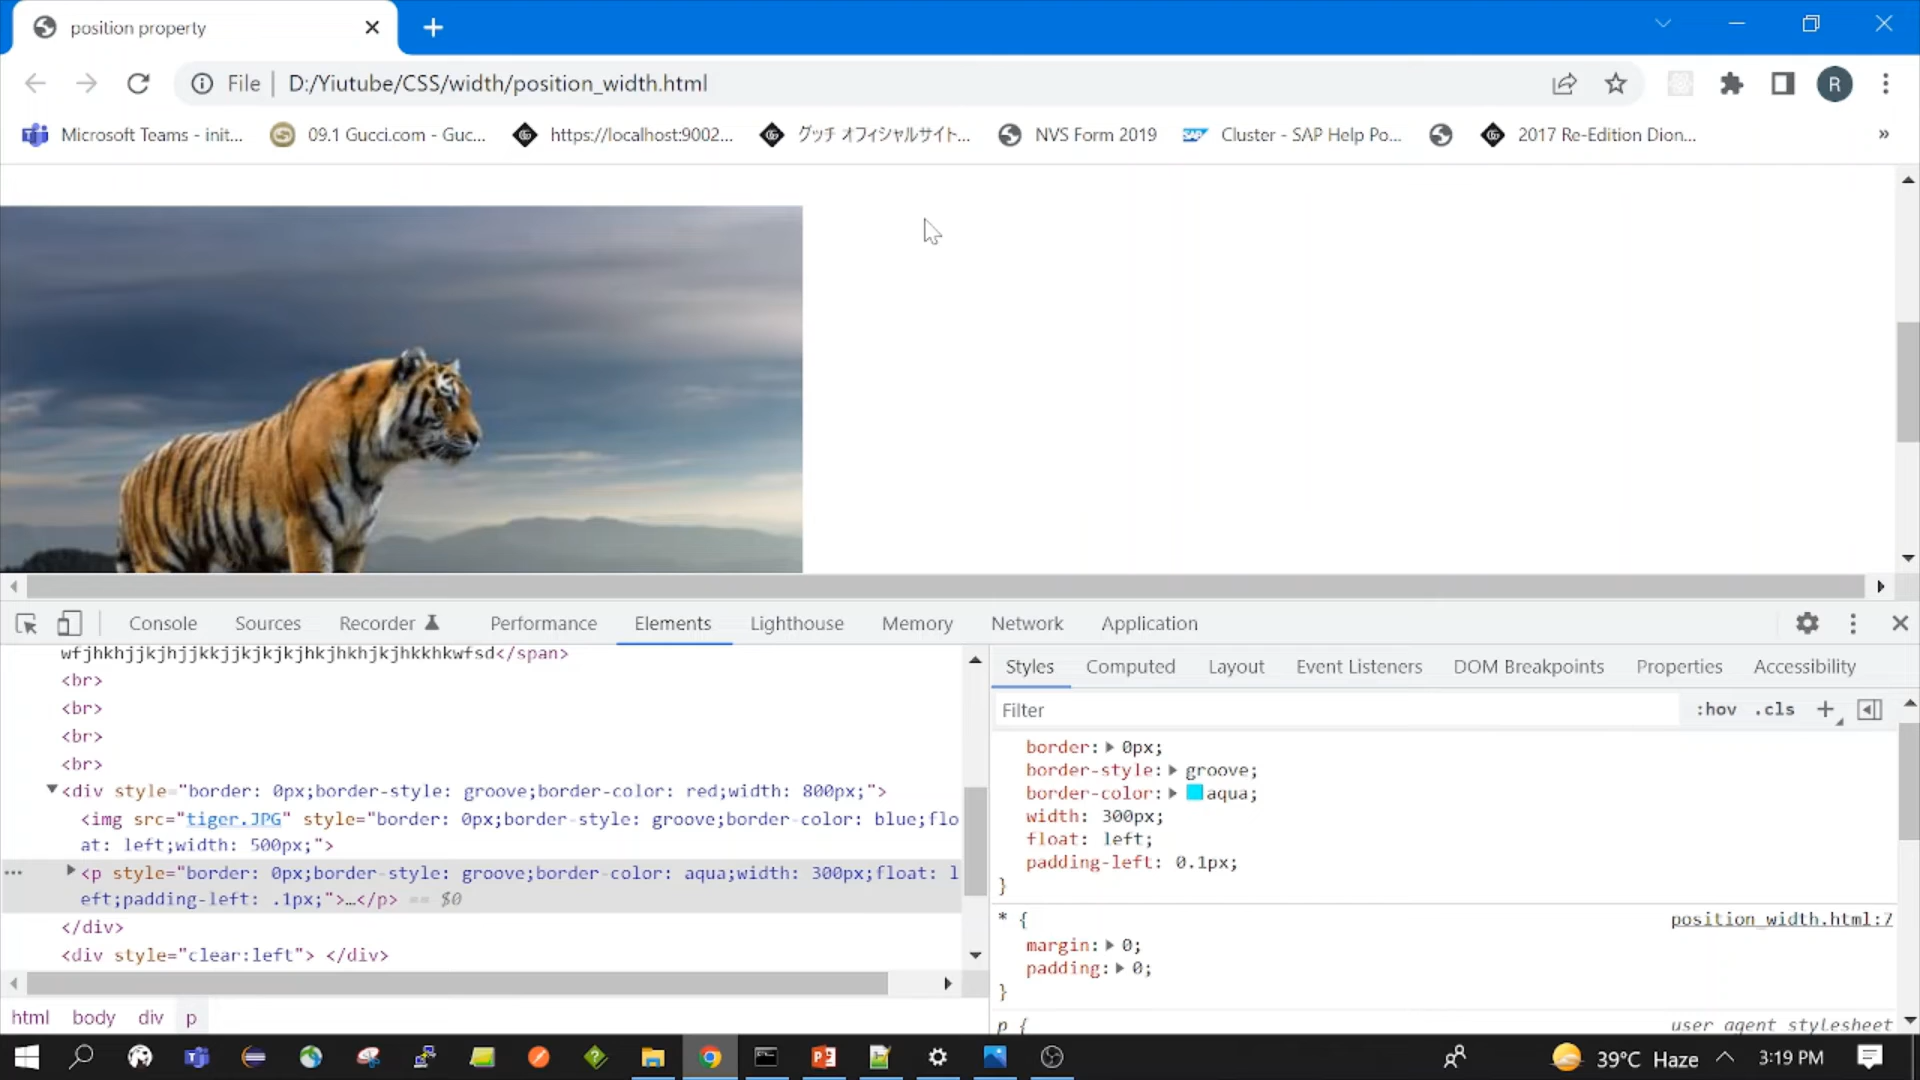 position property
File | D:/Yiutube/CSS/width/position_width.html
R
Microsoft Teams - init... 09.1 Gucci.com - Guc... https://localhost:9002... グッチ オフィシャルサイト... NVS Form 2019 Cluster - SAP Help Po... 2017 Re-Edition Dion... »
Console Sources Recorder Performance Elements Lighthouse Memory Network Application
wfjhkhjjkjhjjkkjjkjkjkjhkjhkhjkjhkkhkwfsd</span>
<br>
<br>
<br>
<br>
<div style="border: 0px;border-style: groove;border-color: red;width: 800px;">
<img src="tiger.JPG" style="border: 0px;border-style: groove;border-color: blue;flo
at: left;width: 500px;">
<p style="border: 0px;border-style: groove;border-color: aqua;width: 300px;float: l
eft;padding-left: .1px;">…</p> == $0
</div>
<div style="clear:left"> </div>
html body div p
Styles Computed Layout Event Listeners DOM Breakpoints Properties Accessibility
Filter :hov .cls +
border: 0px;
border-style: groove;
border-color: aqua;
width: 300px;
float: left;
padding-left: 0.1px;
}
* { position_width.html:7
margin: 0;
padding: 0;
}
p { user agent stylesheet
39°C Haze 3:19 PM